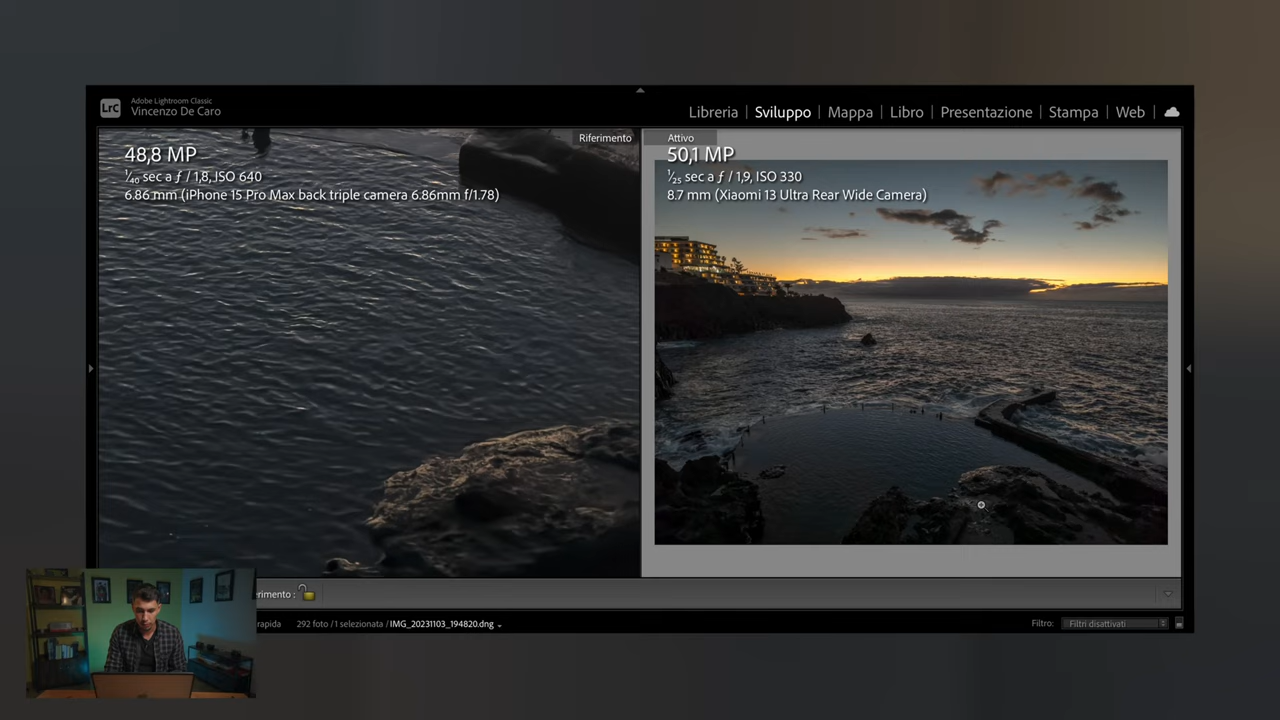 LrC
Adobe Lightroom Classic
Vincenzo De Caro
Libreria | Sviluppo | Mappa | Libro | Presentazione | Stampa | Web
Riferimento
48,8 MP
1/40 sec a ƒ / 1,8, ISO 640
6.86 mm (iPhone 15 Pro Max back triple camera 6.86mm f/1.78)
Attivo
50,1 MP
1/25 sec a ƒ / 1,9, ISO 330
8.7 mm (Xiaomi 13 Ultra Rear Wide Camera)
erimento :
rapida
292 foto / 1 selezionata / IMG_20231103_194820.dng
Filtro:
Filtri disattivati